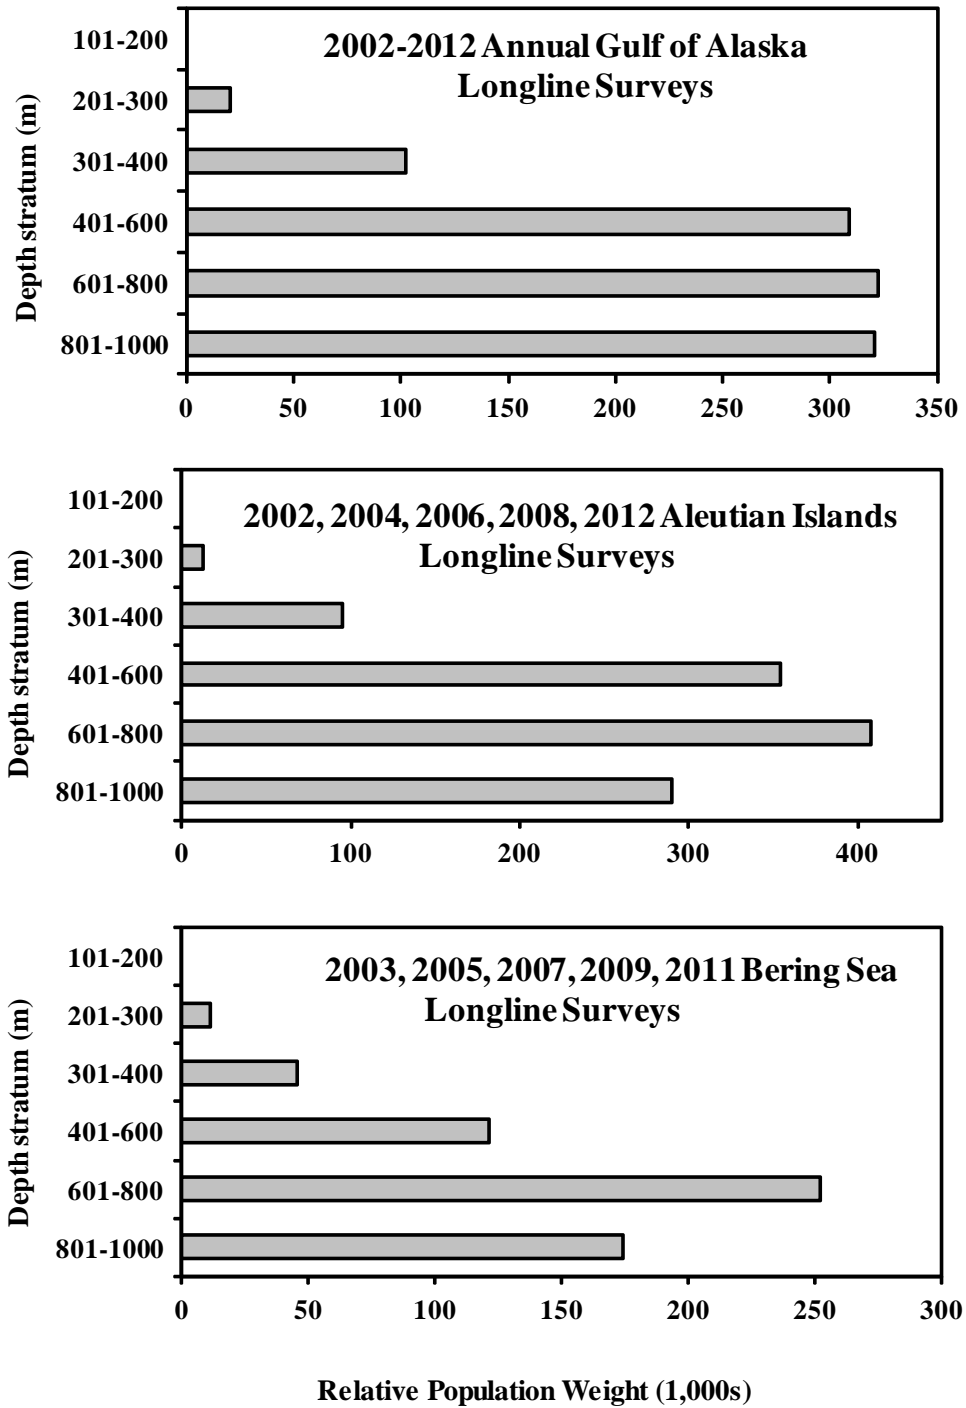 2002-2012 Annual Gulf of Alaska
Longline Surveys
Depth stratum (m)
101-200
201-300
301-400
401-600
601-800
801-1000
0 50 100 150 200 250 300 350
2002, 2004, 2006, 2008, 2012 Aleutian Islands
Longline Surveys
Depth stratum (m)
101-200
201-300
301-400
401-600
601-800
801-1000
0 100 200 300 400
2003, 2005, 2007, 2009, 2011 Bering Sea
Longline Surveys
Depth stratum (m)
101-200
201-300
301-400
401-600
601-800
801-1000
0 50 100 150 200 250 300
Relative Population Weight (1,000s)